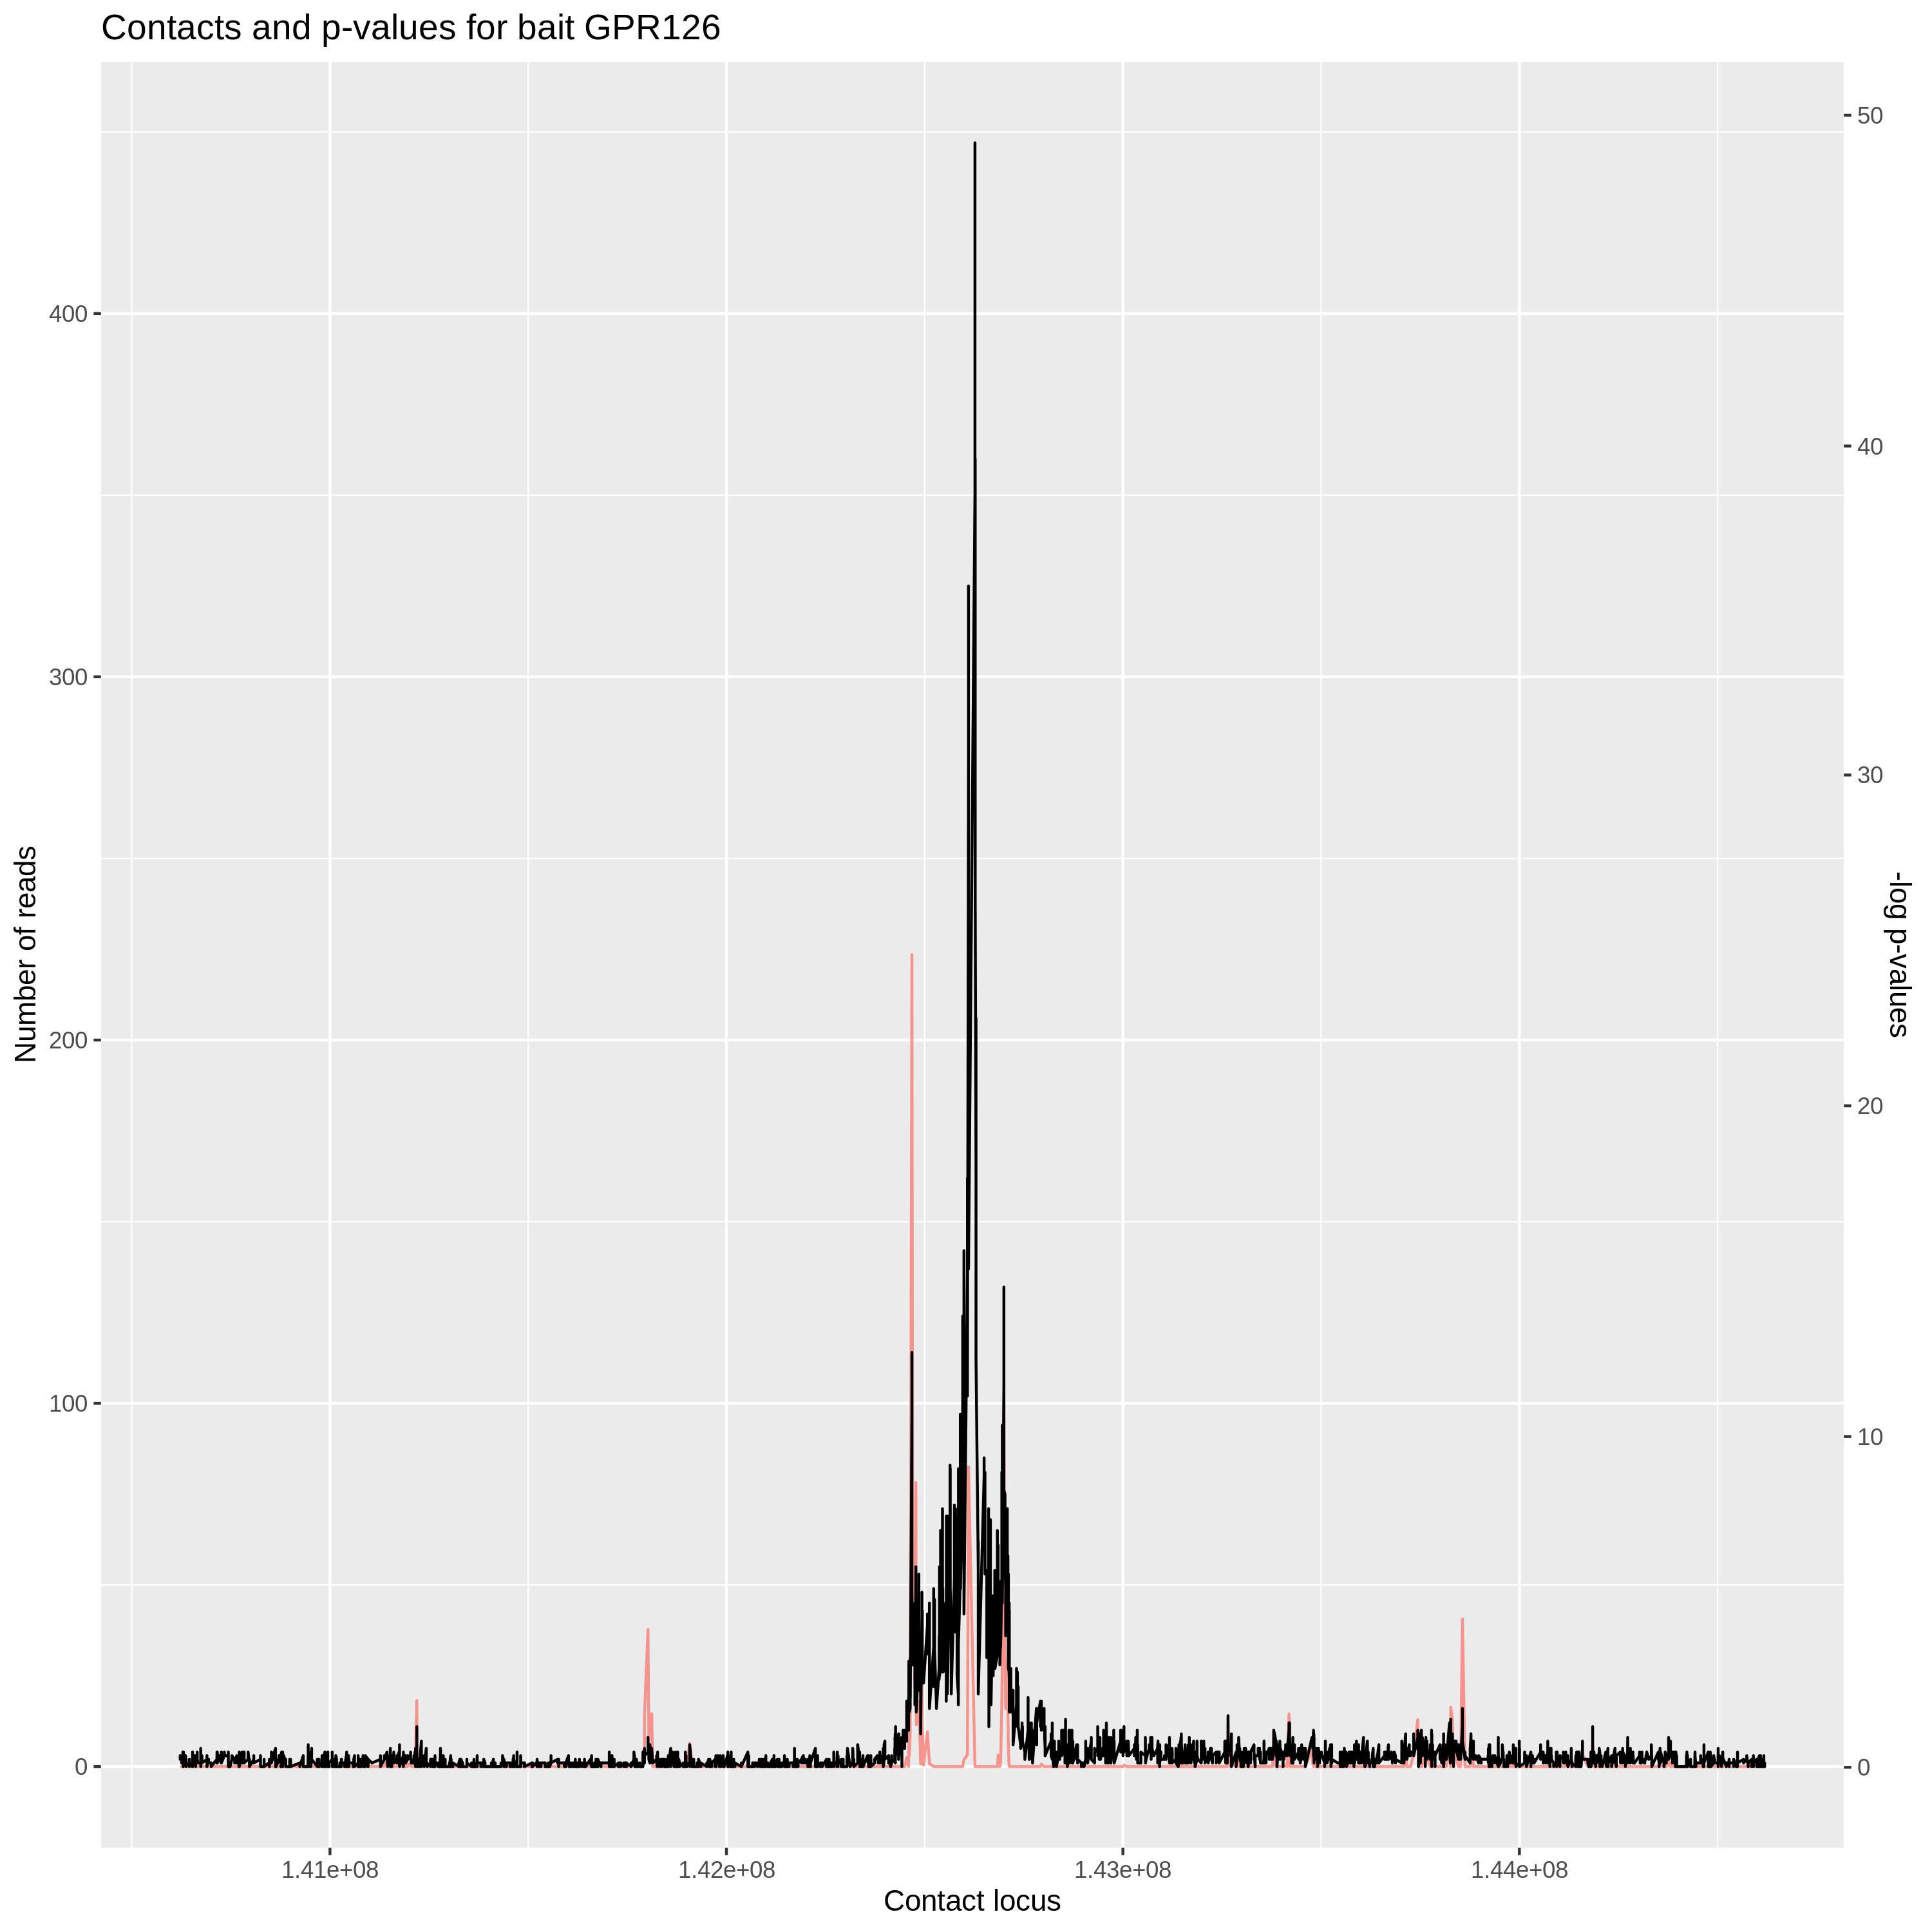 Contacts and p-values for bait GPR126
50
400
40
300
30
Number of reads
-log p-values
200
20
100
10
0
0
1.41e+08
1.42e+08
1.43e+08
1.44e+08
Contact locus